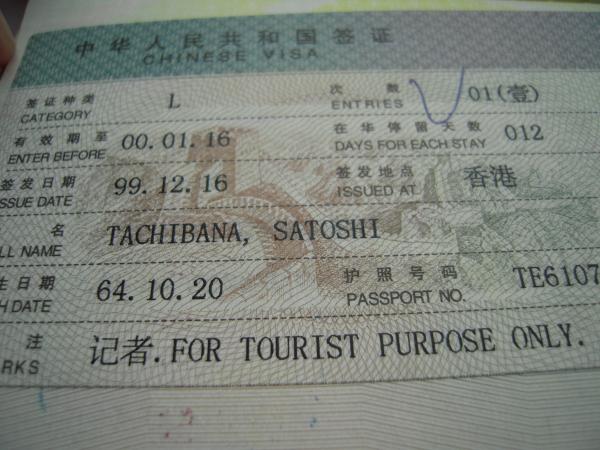 中华人民共和国签证
CHINESE VISA
签证种类 L 次 数 01(壹)
CATEGORY ENTRIES
有 效 期 至 00.01.16 在 华 停 留 天 数 012
ENTER BEFORE DAYS FOR EACH STAY
签 发 日 期 99.12.16 签 发 地 点 香港
ISSUE DATE ISSUED AT
名 TACHIBANA, SATOSHI
LL NAME
生 日 期 64.10.20 护 照 号 码 TE6107
H DATE PASSPORT NO.
注 记者.FOR TOURIST PURPOSE ONLY.
RKS